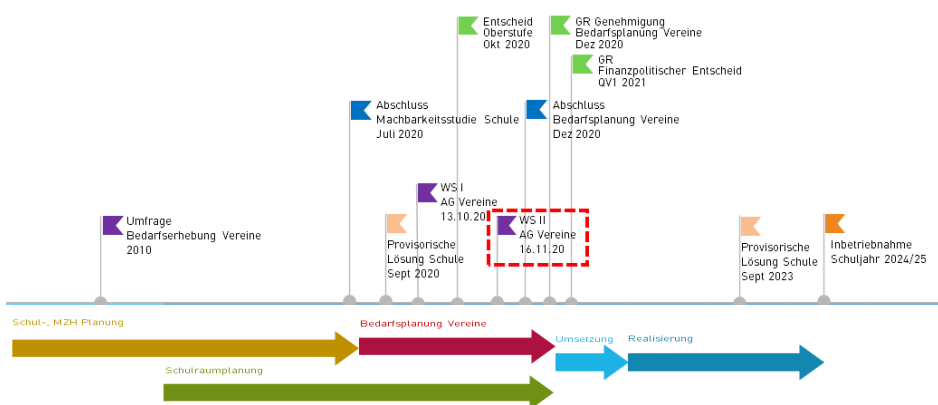 Entscheid
Oberstufe
Okt 2020
GR Genehmigung
Bedarfsplanung Vereine
Dez 2020
GR
Finanzpolitischer Entscheid
QV1 2021
Abschluss
Machbarkeitsstudie Schule
Juli 2020
Abschluss
Bedarfsplanung Vereine
Dez 2020
WS I
AG Vereine
13.10.20
Umfrage
Bedarfserhebung Vereine
2010
Provisorische
Lösung Schule
Sept 2020
WS II
AG Vereine
16.11.20
Provisorische
Lösung Schule
Sept 2023
Inbetriebnahme
Schuljahr 2024/25
Schul-, MZH Planung
Bedarfsplanung Vereine
Umsetzung
Realisierung
Schulraumplanung